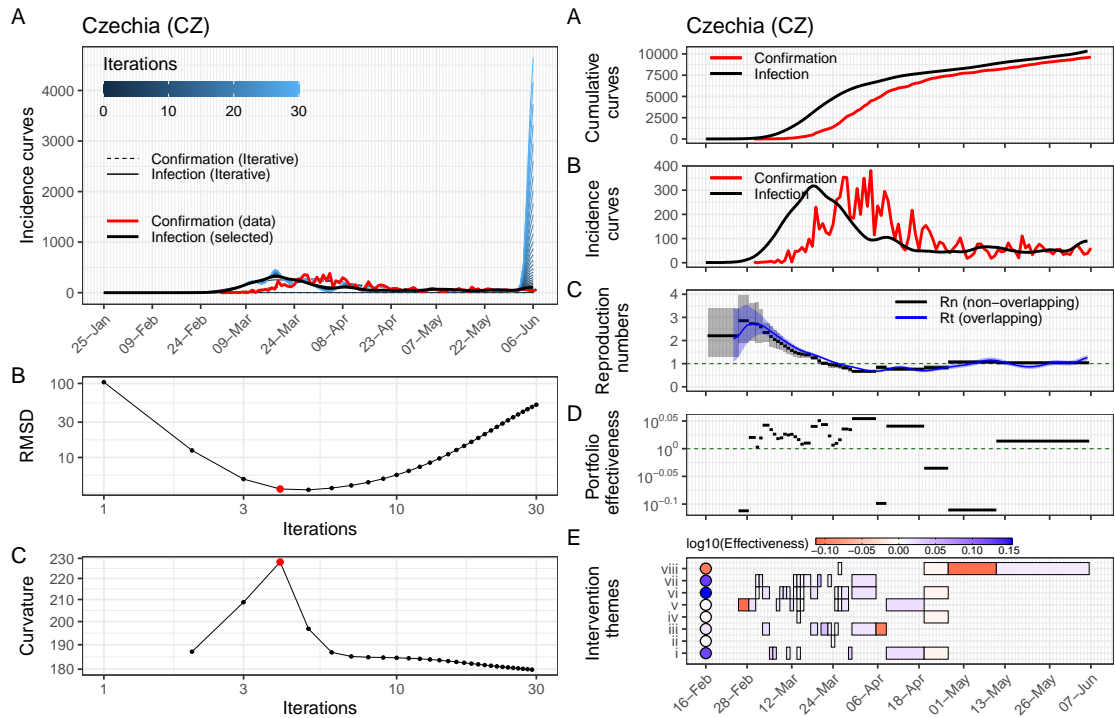 A
Czechia (CZ)
Iterations
0 10 20 30
Confirmation (Iterative)
Infection (Iterative)
Confirmation (data)
Infection (selected)
Incidence curves
4000
3000
2000
1000
0
25−Jan
09−Feb
24−Feb
09−Mar
24−Mar
08−Apr
23−Apr
07−May
22−May
06−Jun
B
RMSD
100
30
10
1 3 10 30
Iterations
C
Curvature
230
220
210
200
190
180
1 3 10 30
Iterations
A
Czechia (CZ)
Cumulative
curves
10000
7500
5000
2500
0
Confirmation
Infection
B
Incidence
curves
400
300
200
100
0
Confirmation
Infection
C
Reproduction
numbers
4
3
2
1
0
Rn (non−overlapping)
Rt (overlapping)
D
Portfolio
effectiveness
10^0.05
10^0
10^−0.05
10^−0.1
E
log10(Effectiveness)
−0.10 −0.05 0.00 0.05 0.10 0.15
Intervention
themes
viii
vii
vi
v
iv
iii
ii
i
16−Feb
28−Feb
12−Mar
24−Mar
06−Apr
18−Apr
01−May
13−May
26−May
07−Jun